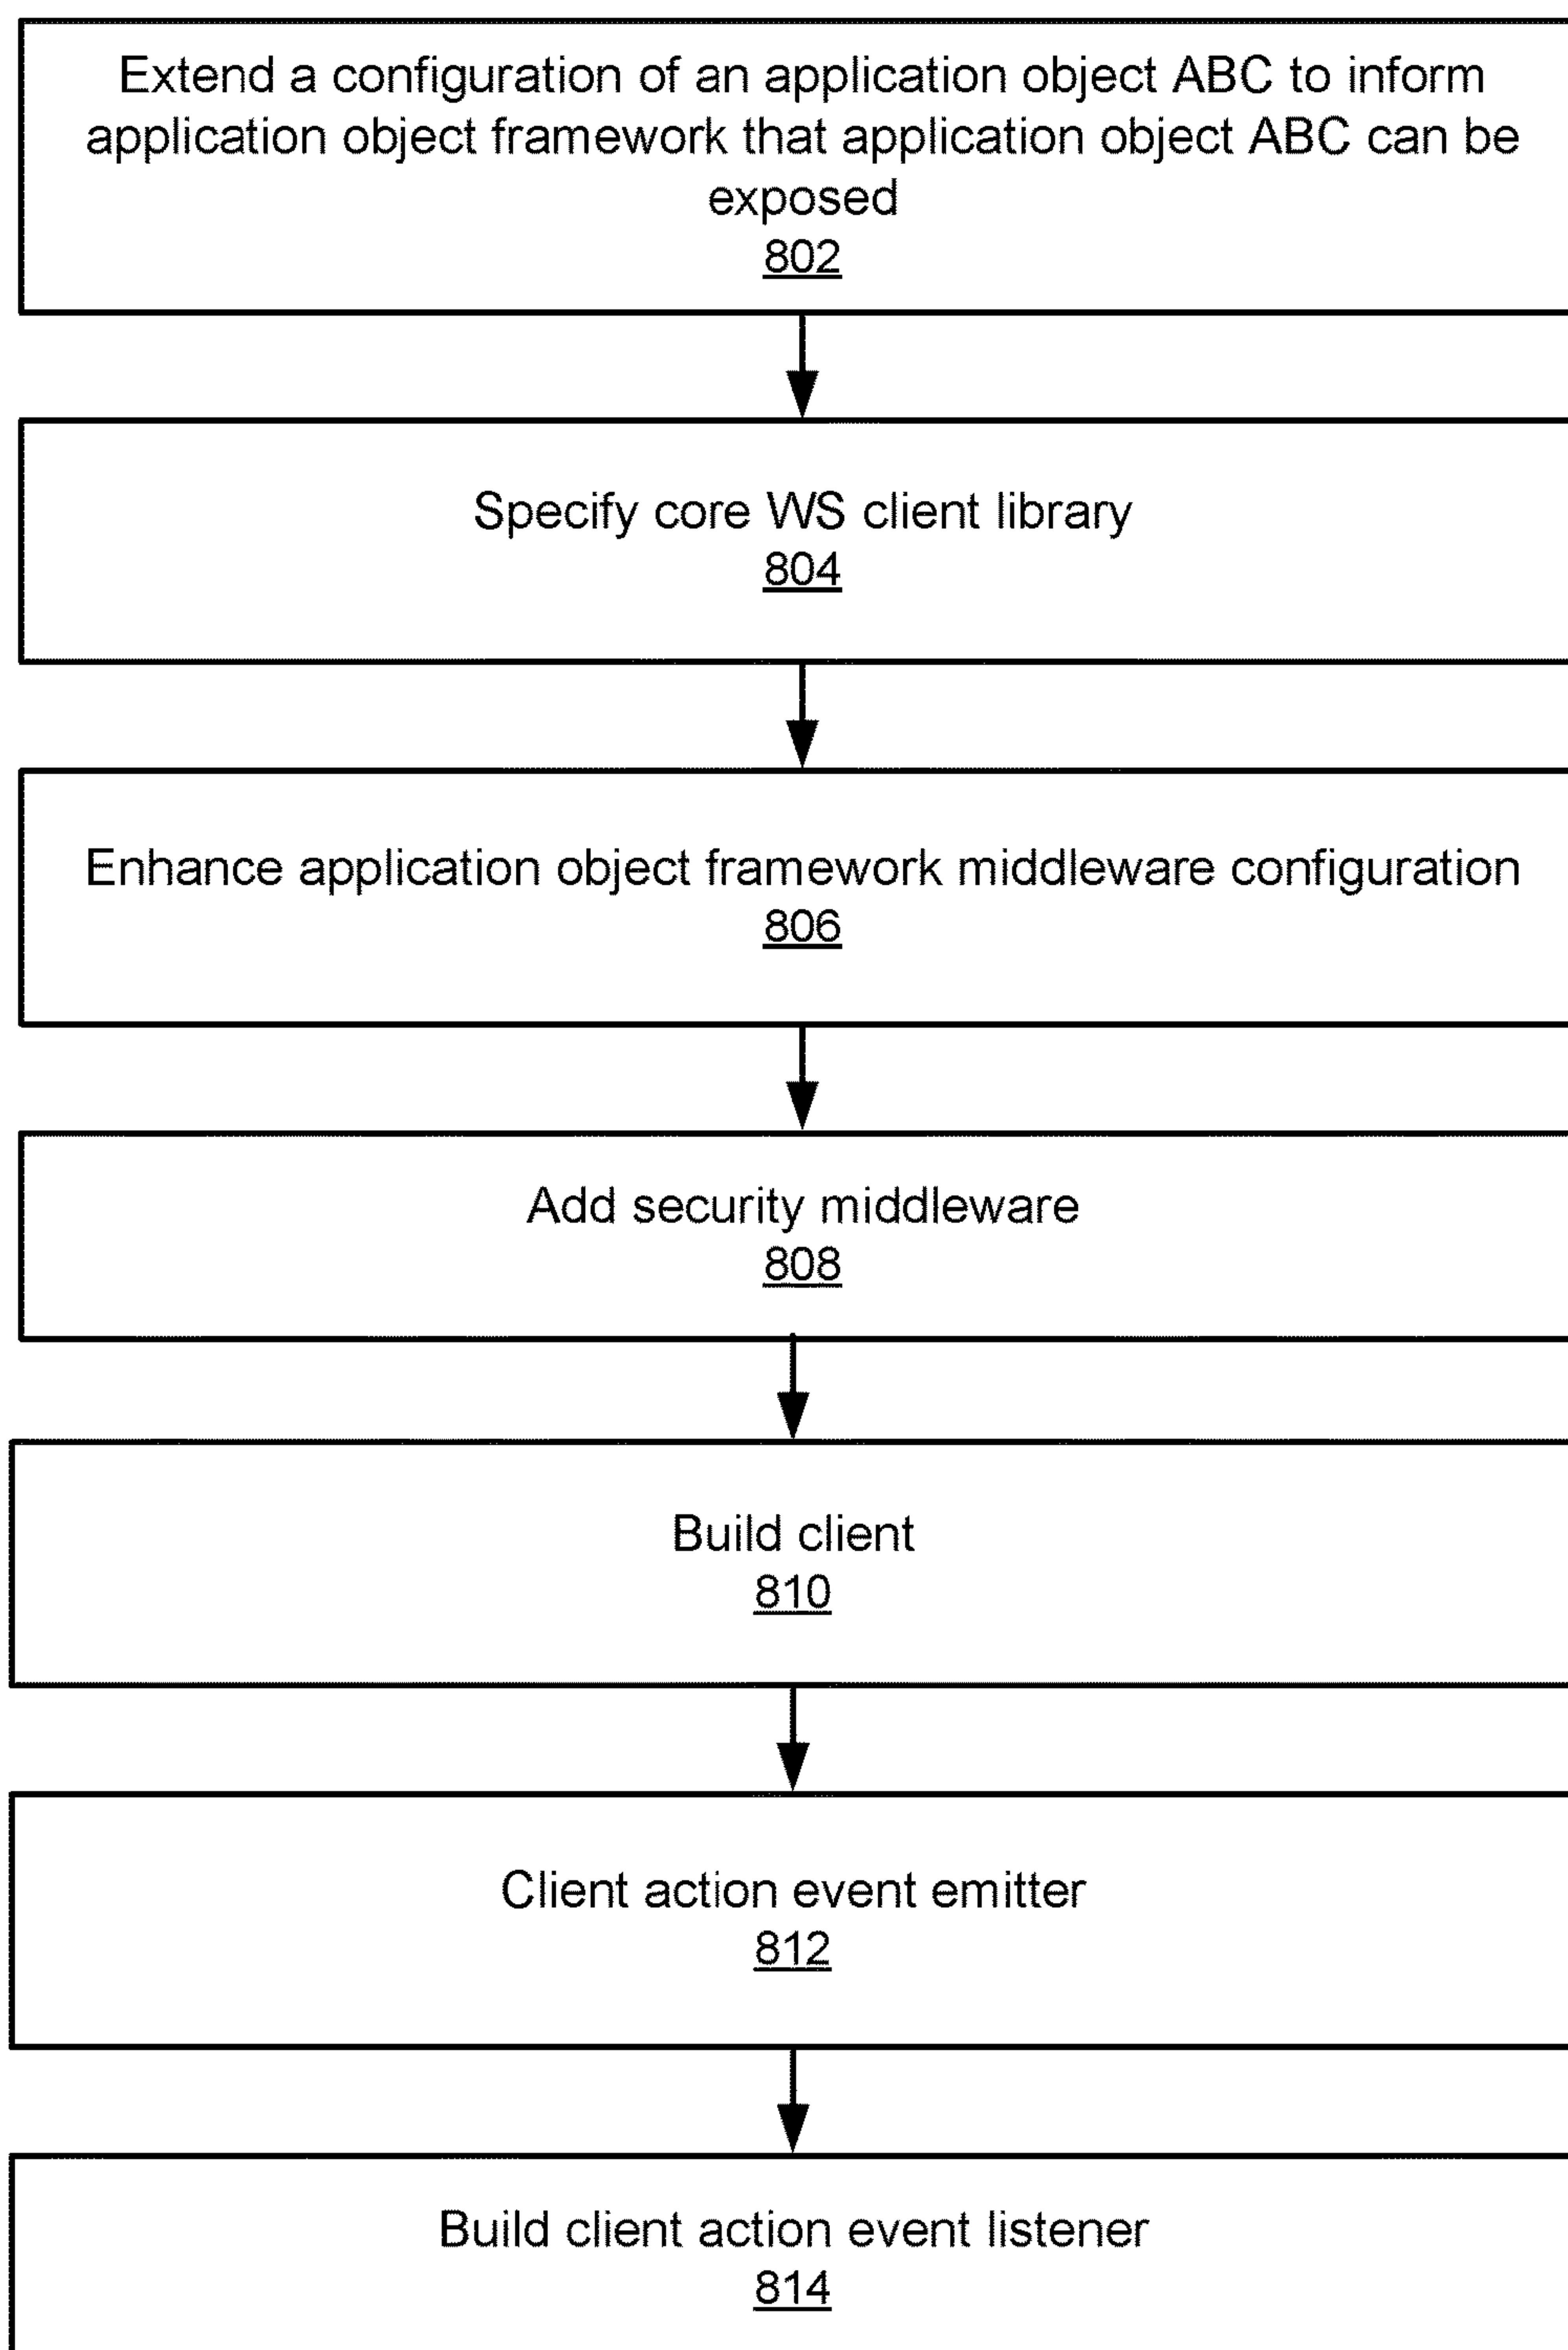 Extend a configuration of an application object ABC to inform
application object framework that application object ABC can be
exposed
802
Specify core WS client library
804
Enhance application object framework middleware configuration
806
Add security middleware
808
Build client
810
Client action event emitter
812
Build client action event listener
814